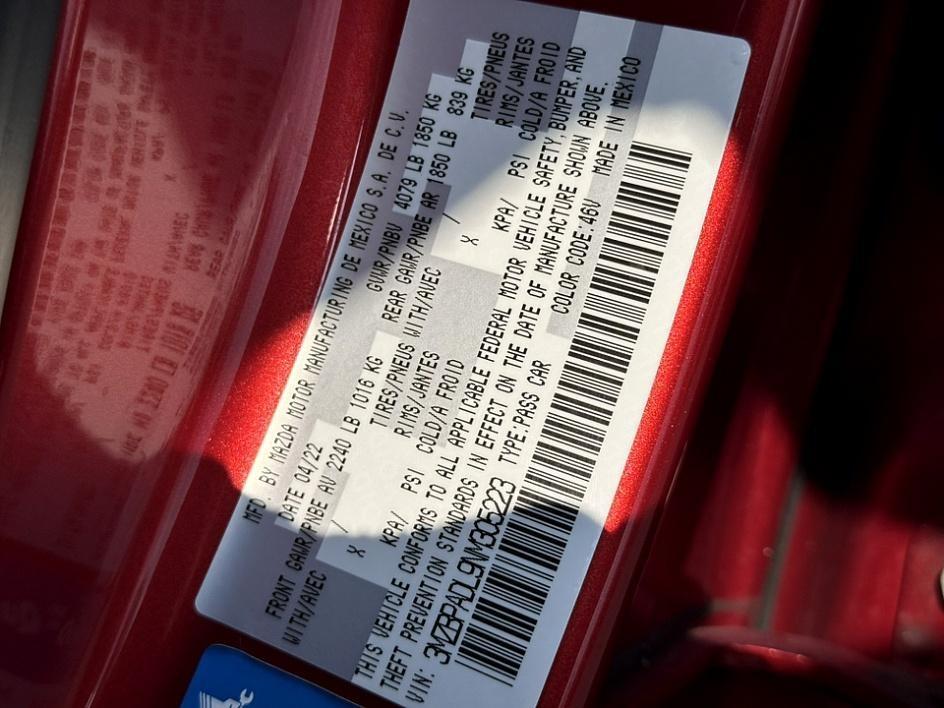 MFD. BY MAZDA MOTOR MANUFACTURING DE MEXICO S.A. DE C.V.
DATE 04/22 GVWR/PNBV 4079 LB 1850 KG
FRONT GAWR/PNBE AV 2240 LB 1016 KG REAR GAWR/PNBE AR 1850 LB 839 KG
WITH/AVEC TIRES/PNEUS WITH/AVEC TIRES/PNEUS
X / RIMS/JANTES X / RIMS/JANTES
KPA/ PSI COLD/A FROID KPA/ PSI COLD/A FROID
THIS VEHICLE CONFORMS TO ALL APPLICABLE FEDERAL MOTOR VEHICLE SAFETY, BUMPER, AND
THEFT PREVENTION STANDARDS IN EFFECT ON THE DATE OF MANUFACTURE SHOWN ABOVE.
VIN: 3MZBPADL9NM305223 TYPE:PASS CAR COLOR CODE:46V MADE IN MEXICO